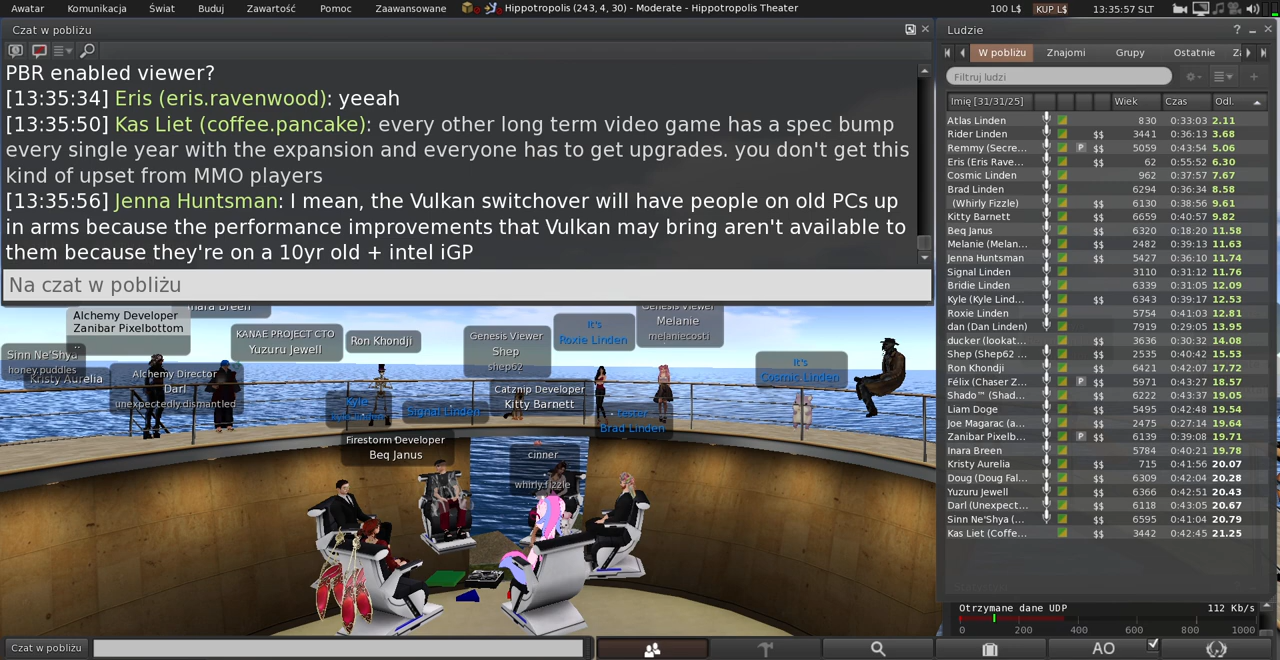 Awatar Komunikacja Świat Buduj Zawartość Pomoc Zaawansowane Hippotropolis (243, 4, 30) - Moderate - Hippotropolis Theater 100 L$ KUP L$ 13:35:57 SLT
Czat w pobliżu
PBR enabled viewer?
[13:35:34] Eris (eris.ravenwood): yeeah
[13:35:50] Kas Liet (coffee.pancake): every other long term video game has a spec bump
every single year with the expansion and everyone has to get upgrades. you don't get this
kind of upset from MMO players
[13:35:56] Jenna Huntsman: I mean, the Vulkan switchover will have people on old PCs up
in arms because the performance improvements that Vulkan may bring aren't available to
them because they're on a 10yr old + intel iGP
Na czat w pobliżu
Inara Breen
Alchemy Developer
Zanibar Pixelbottom
KANAE PROJECT CTO
Yuzuru Jewell
Ron Khondji
Genesis Viewer
Shep
shep62
It's
Roxie Linden
Genesis Viewer
Melanie
melaniecosti
It's
Cosmic Linden
Sinn Ne'Shya
honey.puddles
Kristy Aurelia
Alchemy Director
Darl
unexpectedly.dismantled
Kyle
Signal Linden
Catznip Developer
Kitty Barnett
Tester
Brad Linden
Firestorm Developer
Beq Janus
cinner
whirly.fizzle
Czat w pobliżu
Ludzie
W pobliżu Znajomi Grupy Ostatnie
Filtruj ludzi
Imię [31/31/25] Wiek Czas Odl.
Atlas Linden 830 0:33:03 2.11
Rider Linden 3441 0:36:13 3.68
Remmy (Secre... P $$ 5059 0:43:54 5.06
Eris (Eris Rave... $$ 62 0:55:52 6.30
Cosmic Linden 962 0:37:57 7.67
Brad Linden 6294 0:36:34 8.58
(Whirly Fizzle) $$ 6130 0:38:56 9.61
Kitty Barnett $$ 6659 0:40:57 9.82
Beq Janus $$ 6320 0:18:20 11.58
Melanie (Melan... $$ 2482 0:39:13 11.63
Jenna Huntsman $$ 5427 0:36:10 11.74
Signal Linden 3110 0:31:12 11.76
Bridie Linden 6339 0:31:05 12.09
Kyle (Kyle Lind... $$ 6343 0:39:17 12.53
Roxie Linden 5754 0:41:03 12.81
dan (Dan Linden) 7919 0:29:05 13.95
ducker (lookat... $$ 3636 0:30:32 14.08
Shep (Shep62 ... $$ 2535 0:40:42 15.53
Ron Khondji $$ 6421 0:42:07 17.72
Félix (Chaser Z... P $$ 5971 0:43:27 18.57
Shado™ (Shad... $$ 6222 0:43:37 19.05
Liam Doge $$ 5495 0:42:48 19.54
Joe Magarac (a... $$ 2475 0:27:14 19.64
Zanibar Pixelb... P $$ 6139 0:39:08 19.71
Inara Breen 5784 0:40:21 19.78
Kristy Aurelia $$ 715 0:41:56 20.07
Doug (Doug Fal... $$ 6309 0:42:04 20.28
Yuzuru Jewell $$ 6366 0:42:51 20.43
Darl (Unexpect... $$ 6118 0:43:05 20.67
Sinn Ne'Shya (... $$ 6595 0:41:04 20.79
Kas Liet (Coffe... $$ 3442 0:42:45 21.25
Otrzymane dane UDP 112 Kb/s
0 200 400 600 800 1000
AO